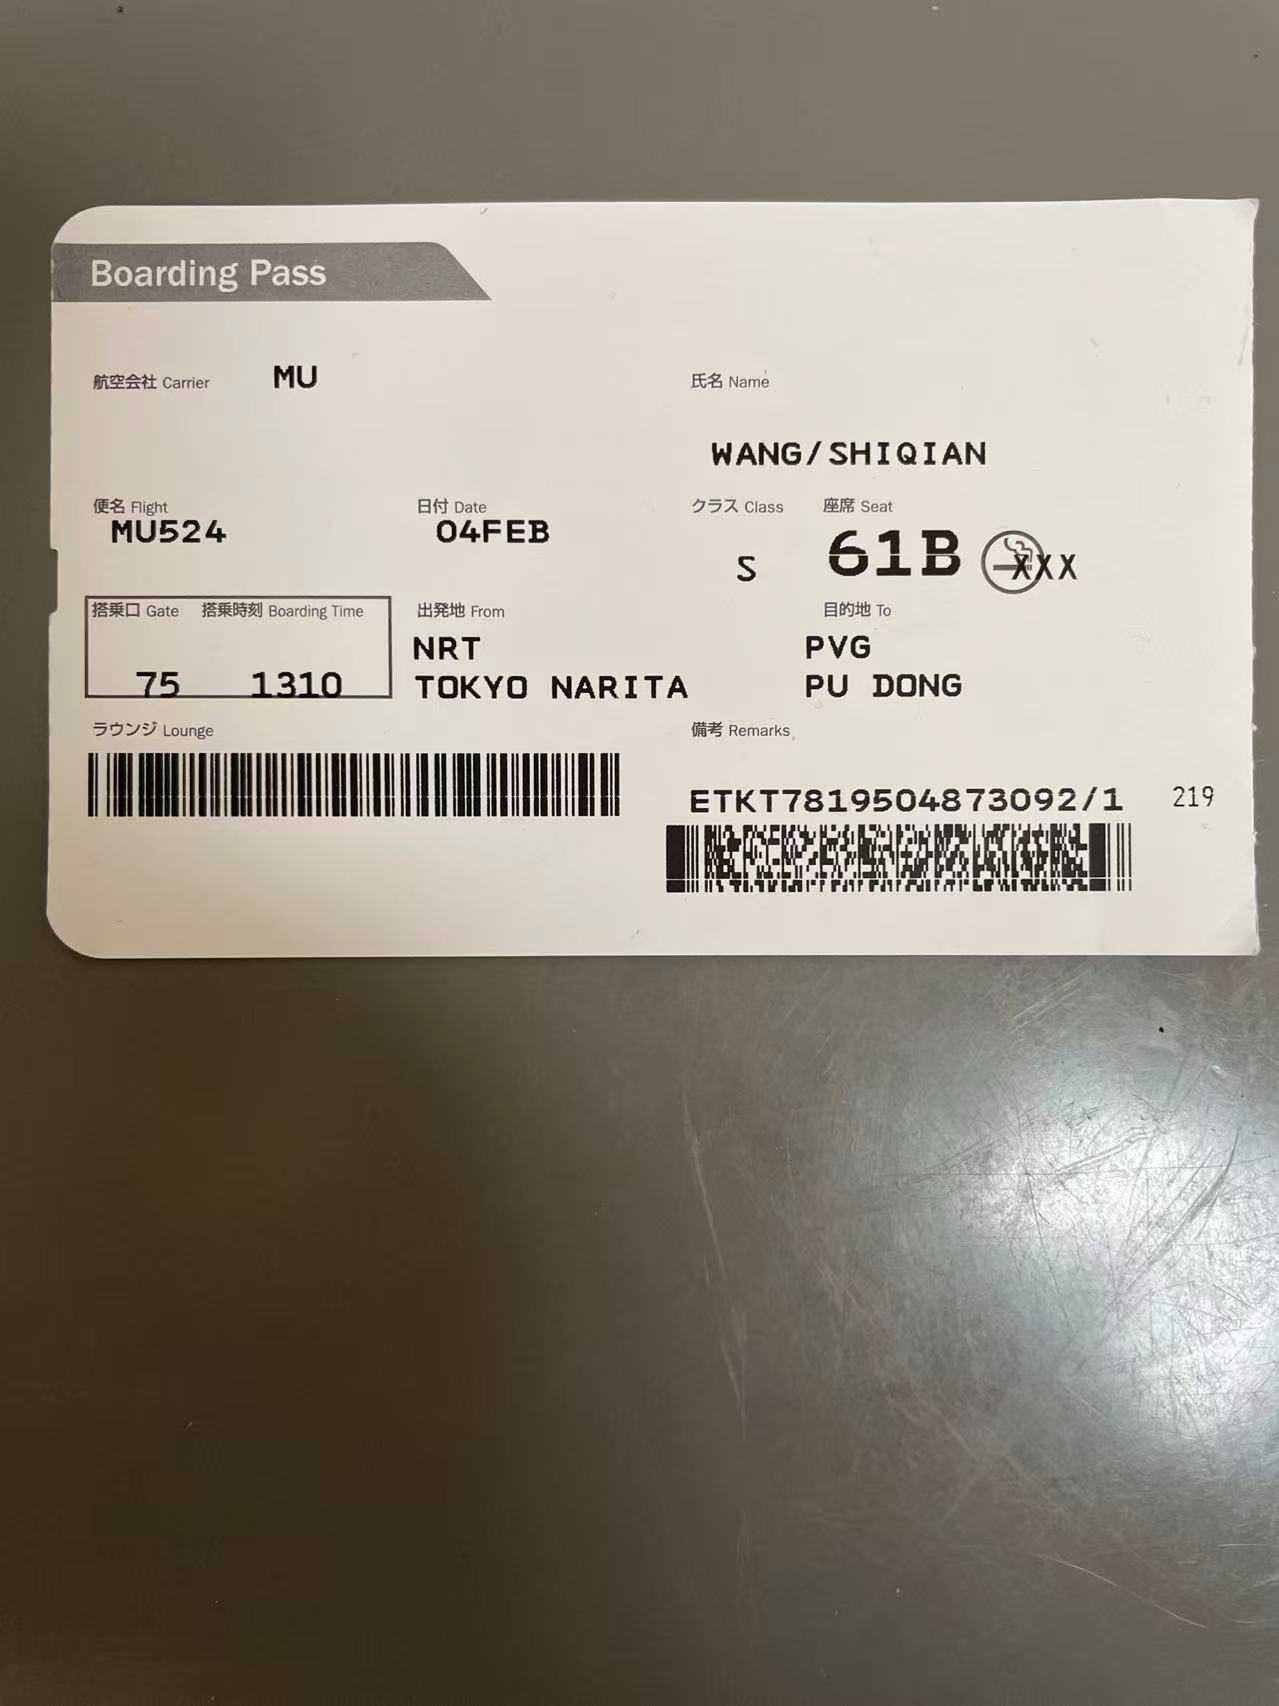 Boarding Pass
航空会社 Carrier MU 氏名 Name
WANG/SHIQIAN
便名 Flight 日付 Date クラス Class 座席 Seat
MU524 04FEB S 61B XXX
搭乗口 Gate 搭乗時刻 Boarding Time 出発地 From 目的地 To
NRT PVG
75 1310 TOKYO NARITA PU DONG
ラウンジ Lounge 備考 Remarks
ETKT7819504873092/1 219